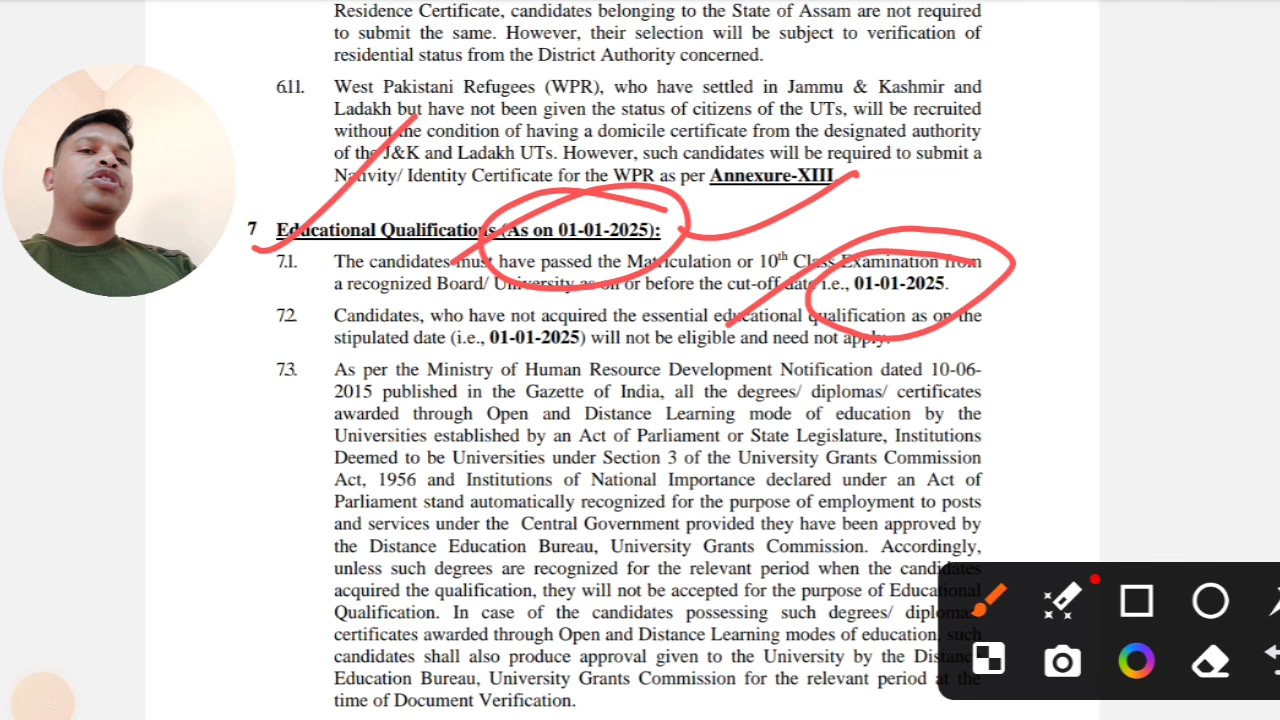 Residence Certificate, candidates belonging to the State of Assam are not required
to submit the same. However, their selection will be subject to verification of
residential status from the District Authority concerned.
6.11. West Pakistani Refugees (WPR), who have settled in Jammu & Kashmir and
Ladakh but have not been given the status of citizens of the UTs, will be recruited
without the condition of having a domicile certificate from the designated authority
of the J&K and Ladakh UTs. However, such candidates will be required to submit a
Nativity/ Identity Certificate for the WPR as per Annexure-XIII.
7 Educational Qualifications (As on 01-01-2025):
7.1. The candidates must have passed the Matriculation or 10th Class Examination from
a recognized Board/ University as on or before the cut-off date i.e., 01-01-2025.
7.2. Candidates, who have not acquired the essential educational qualification as on the
stipulated date (i.e., 01-01-2025) will not be eligible and need not apply.
7.3. As per the Ministry of Human Resource Development Notification dated 10-06-
2015 published in the Gazette of India, all the degrees/ diplomas/ certificates
awarded through Open and Distance Learning mode of education by the
Universities established by an Act of Parliament or State Legislature, Institutions
Deemed to be Universities under Section 3 of the University Grants Commission
Act, 1956 and Institutions of National Importance declared under an Act of
Parliament stand automatically recognized for the purpose of employment to posts
and services under the Central Government provided they have been approved by
the Distance Education Bureau, University Grants Commission. Accordingly,
unless such degrees are recognized for the relevant period when the candidates
acquired the qualification, they will not be accepted for the purpose of Educational
Qualification. In case of the candidates possessing such degrees/ diplomas/
certificates awarded through Open and Distance Learning modes of education, such
candidates shall also produce approval given to the University by the Distance
Education Bureau, University Grants Commission for the relevant period at the
time of Document Verification.